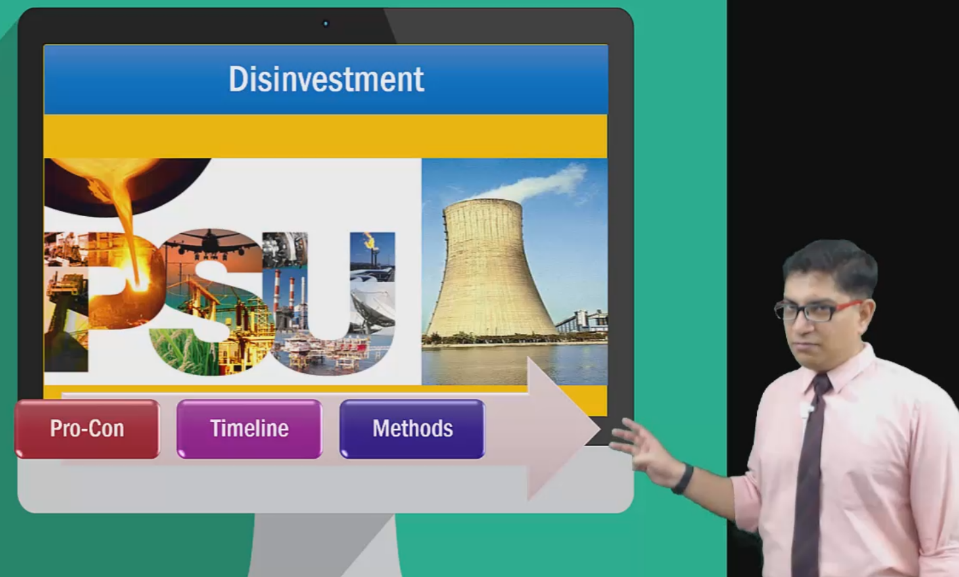 Disinvestment
PSU
Pro-Con
Timeline
Methods